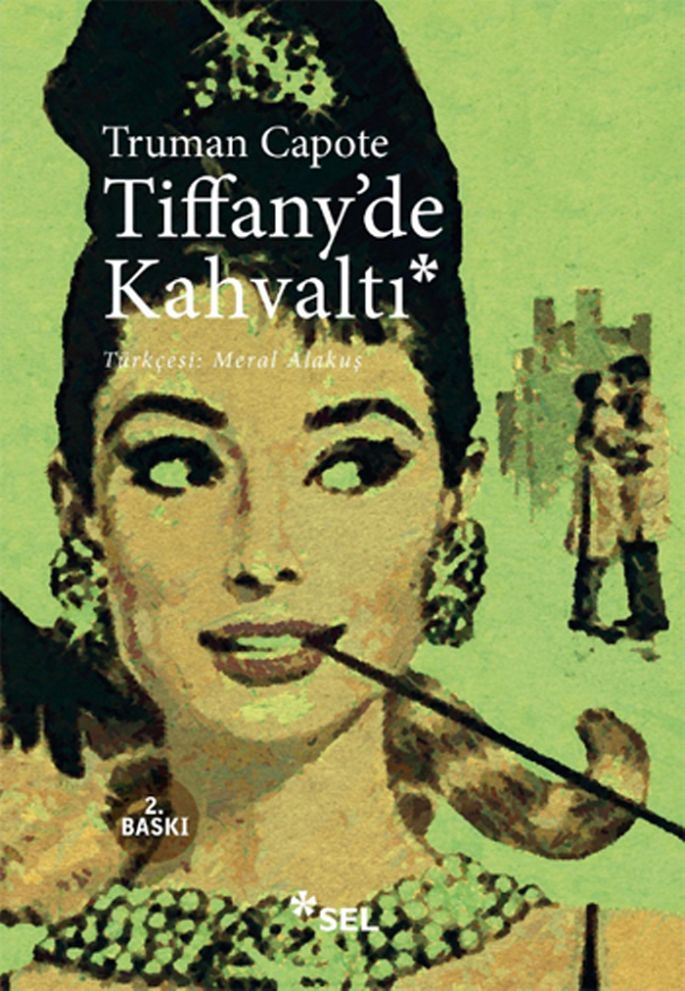 Truman Capote
Tiffany’de
Kahvaltı*
Türkçesi: Meral Alakuş
2.
BASKI
*SEL